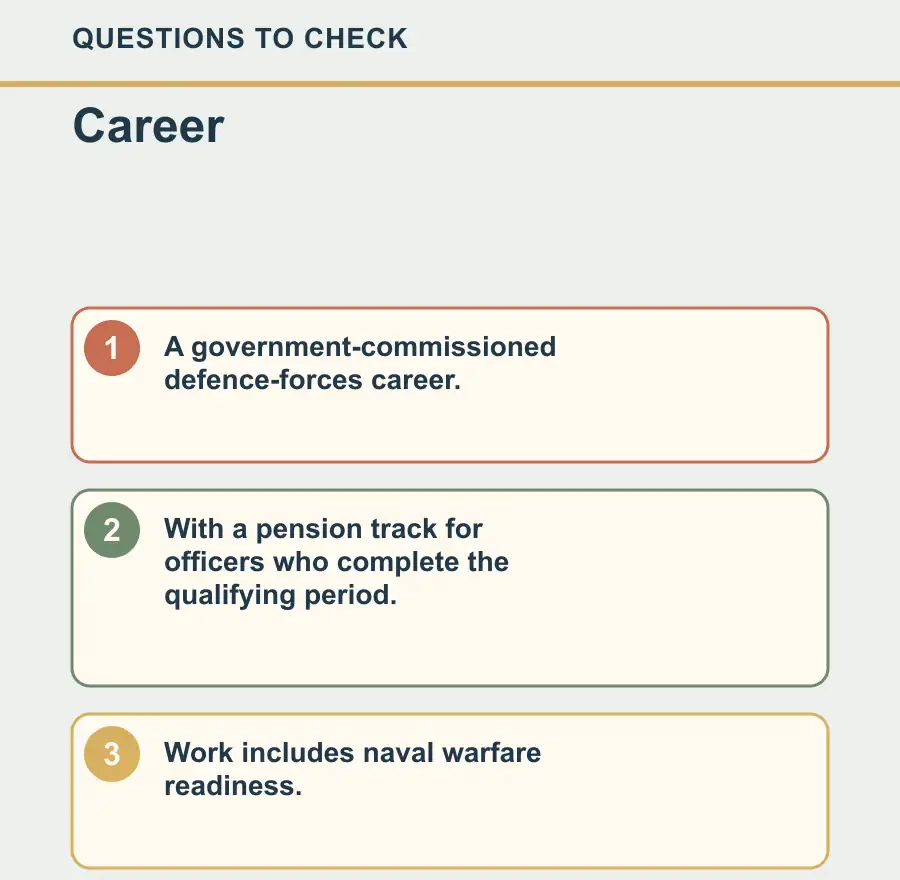 QUESTIONS TO CHECK
Career
1
A government-commissioned
defence-forces career.
2
With a pension track for
officers who complete the
qualifying period.
3
Work includes naval warfare
readiness.